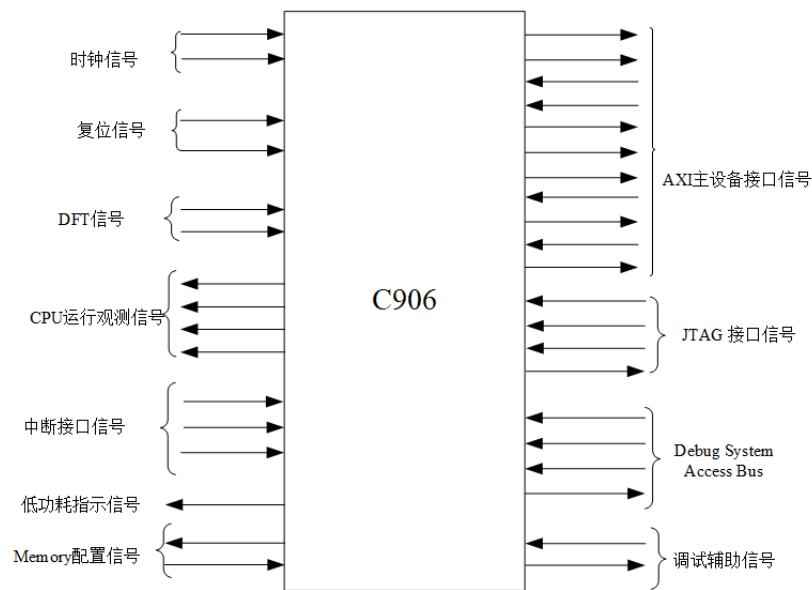 时钟信号
复位信号
DFT信号
CPU运行观测信号
中断接口信号
低功耗指示信号
Memory配置信号
C906
AXI主设备接口信号
JTAG 接口信号
Debug System
Access Bus
调试辅助信号